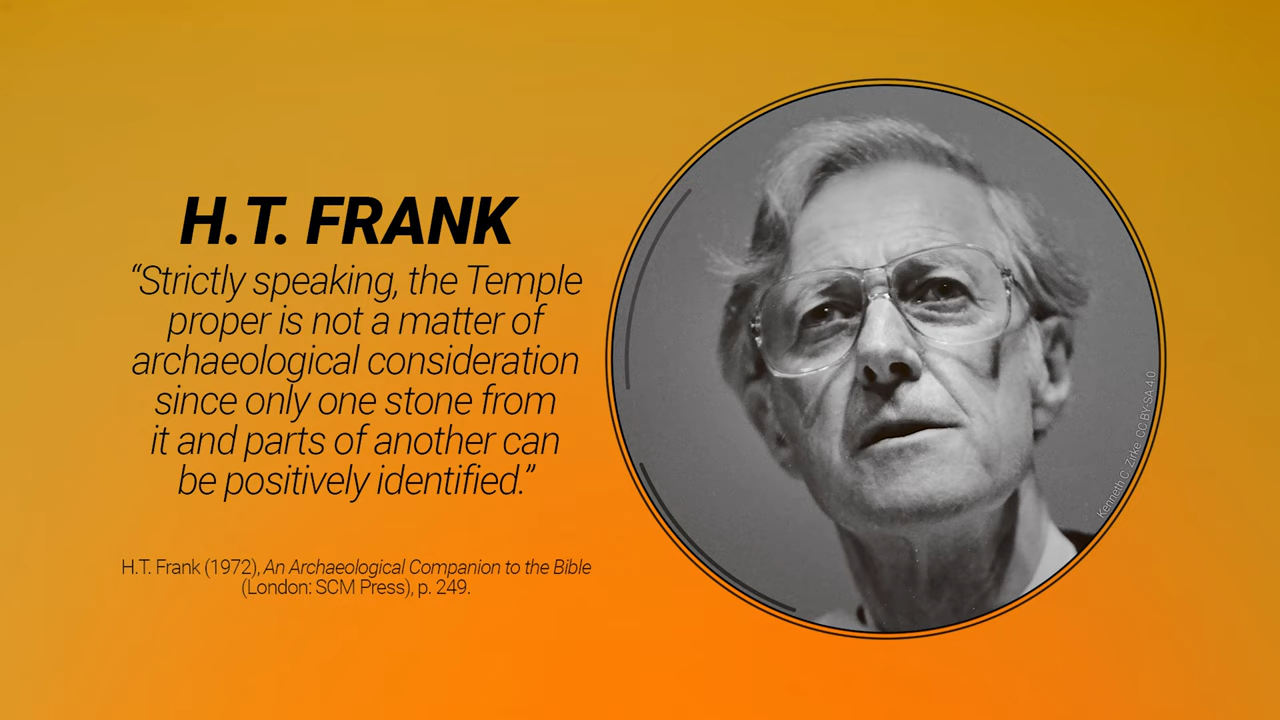 H.T. FRANK
“Strictly speaking, the Temple
proper is not a matter of
archaeological consideration
since only one stone from
it and parts of another can
be positively identified.”
H.T. Frank (1972), An Archaeological Companion to the Bible
(London: SCM Press), p. 249.
Kenneth C. Zirkel CC BY-SA 4.0